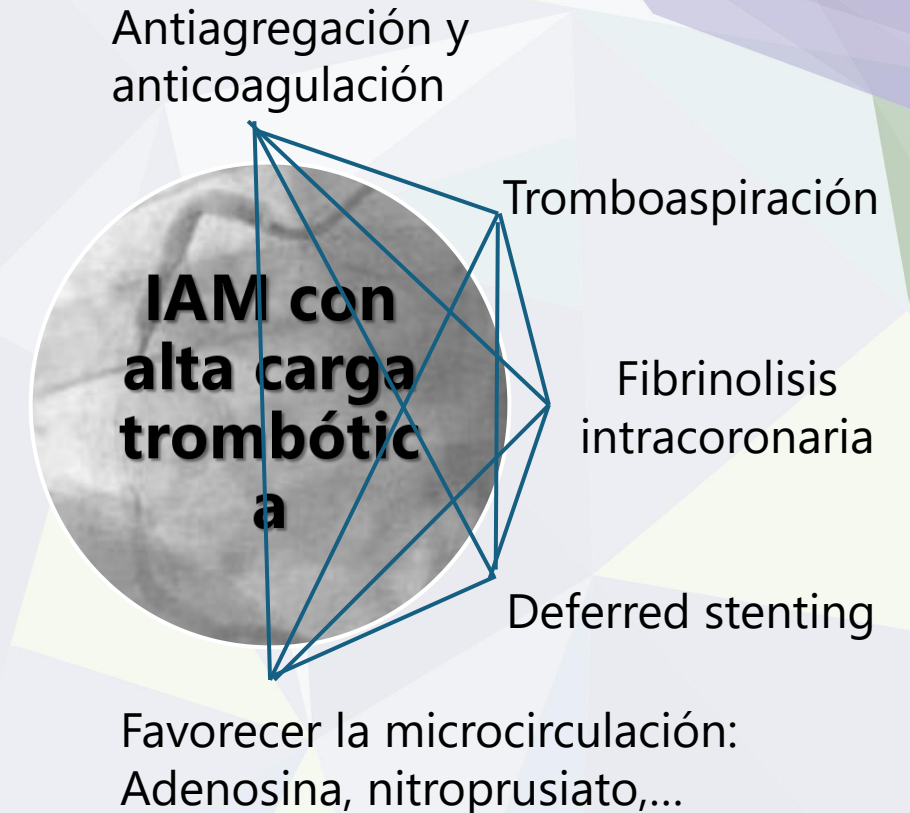 Antiagregación y
anticoagulación
Tromboaspiración
IAM con
alta carga
trombótic
a
Fibrinolisis
intracoronaria
Deferred stenting
Favorecer la microcirculación:
Adenosina, nitroprusiato,...